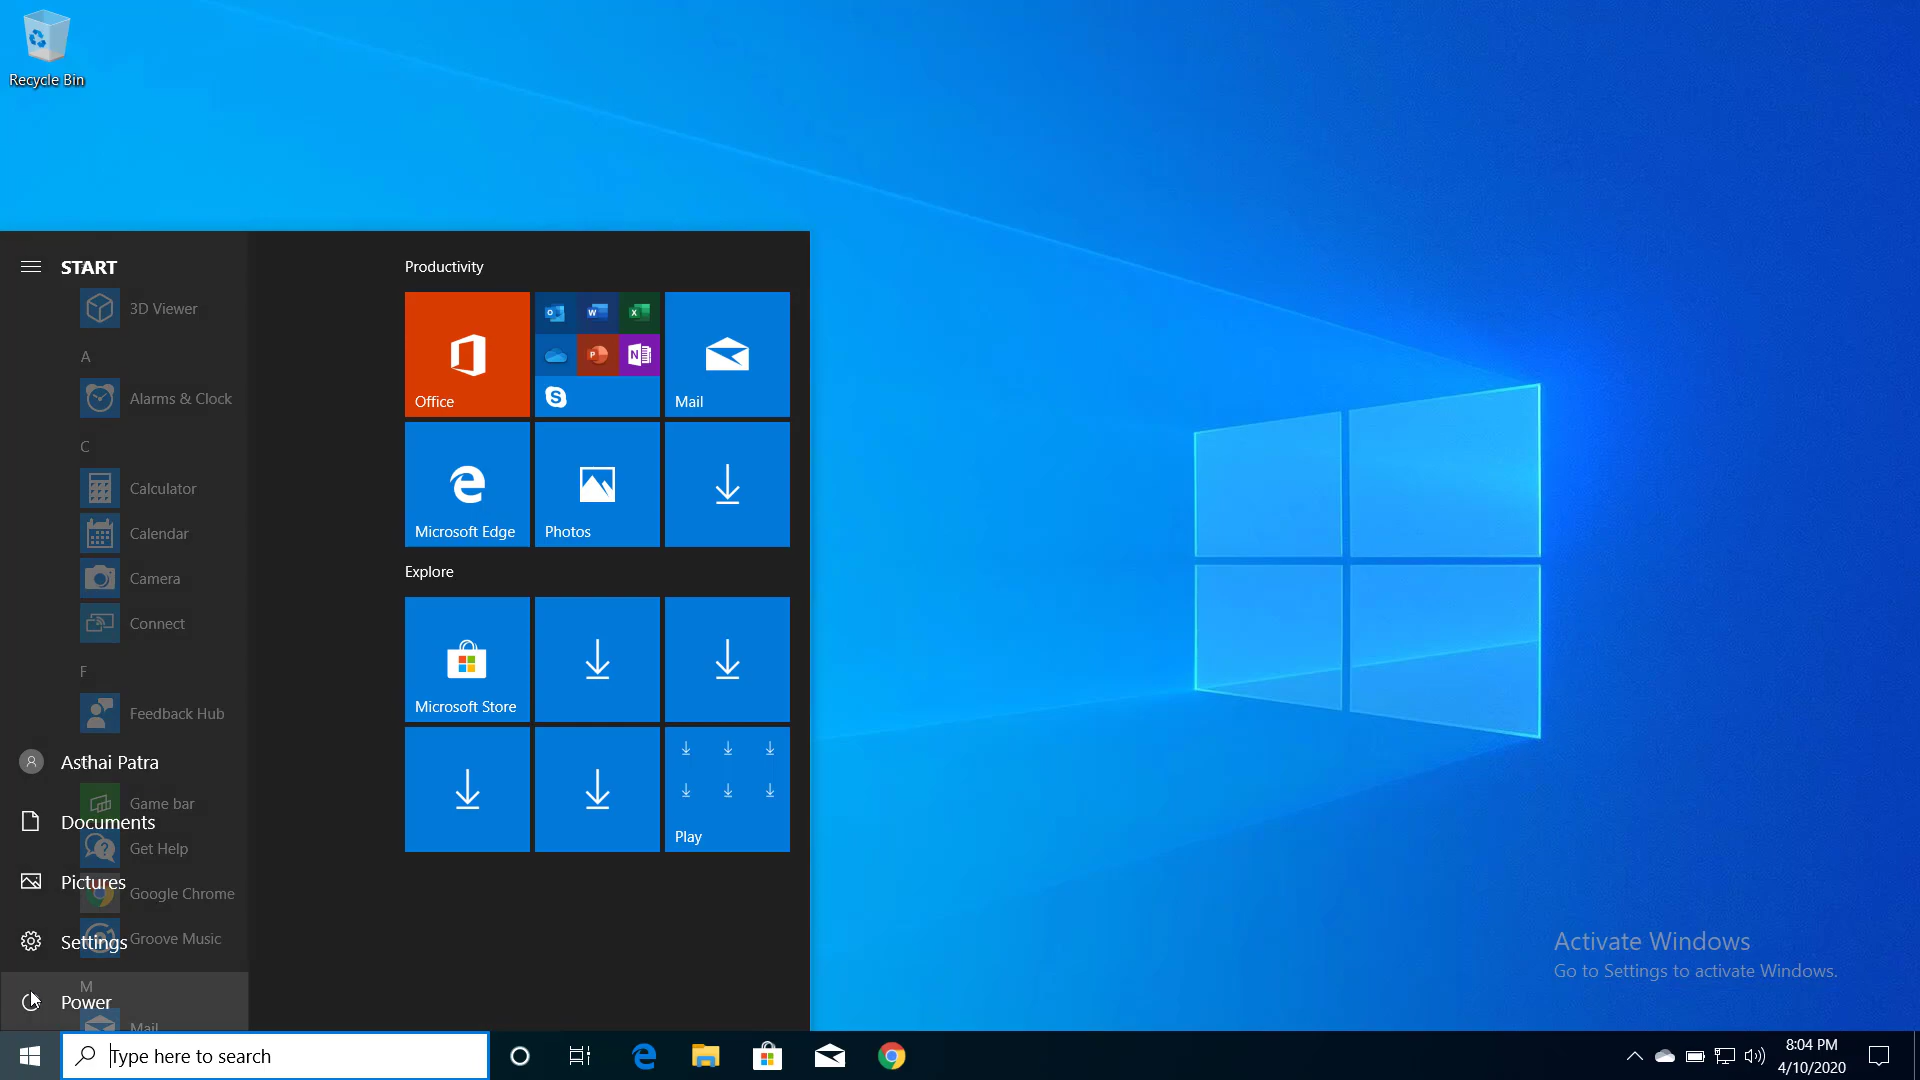 Recycle Bin
START
3D Viewer
A
Alarms & Clock
C
Calculator
Calendar
Camera
Connect
F
Feedback Hub
Asthai Patra
Game bar
Documents
Get Help
Pictures
Google Chrome
Settings
Groove Music
M
Power
Mail
Productivity
Office
Mail
Microsoft Edge
Photos
Explore
Microsoft Store
Play
Activate Windows
Go to Settings to activate Windows.
Type here to search
8:04 PM
4/10/2020